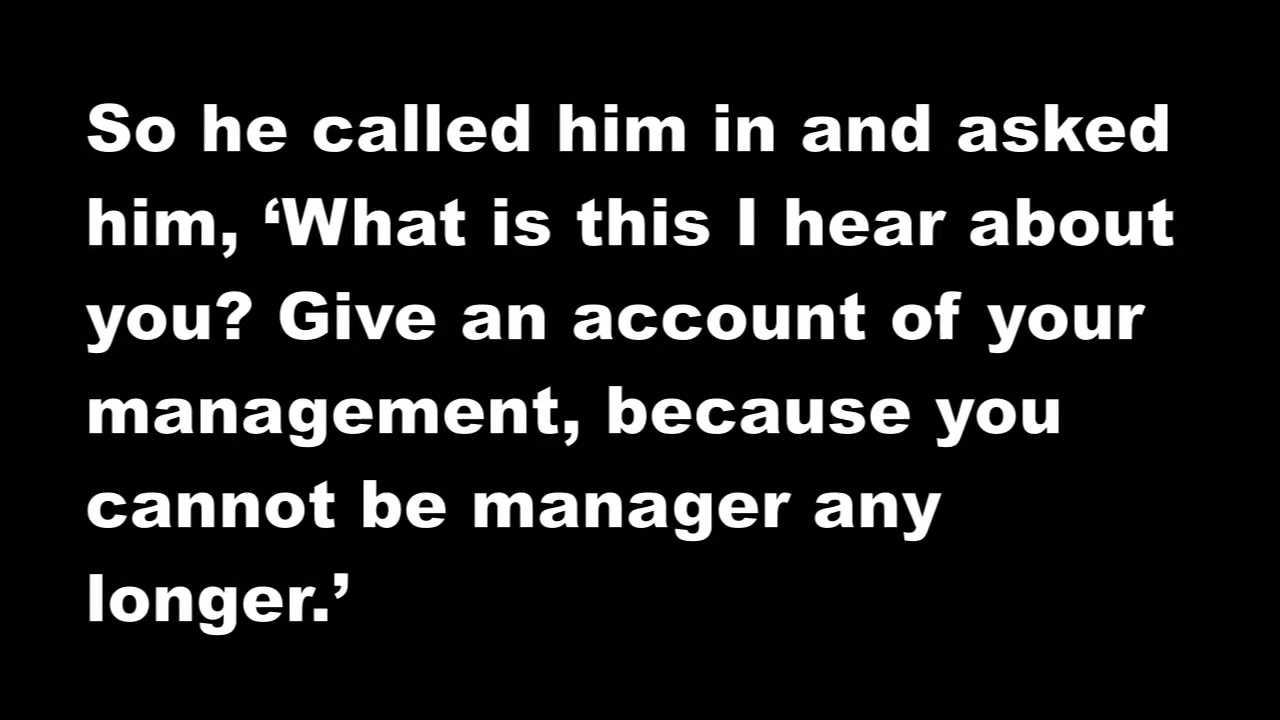 So he called him in and asked
him, ‘What is this I hear about
you? Give an account of your
management, because you
cannot be manager any
longer.’